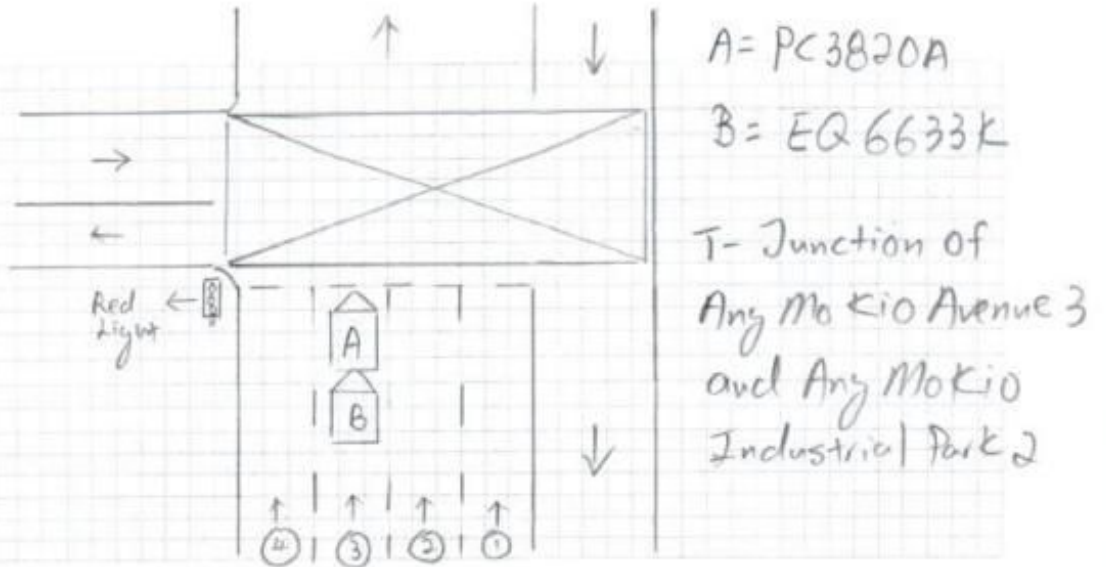 A= PC3820A
B= EQ6633K
T-Junction of
Ang Mo Kio Avenue 3
and Ang Mo Kio
Industrial Park 2
Red
Light
A
B
4
3
2
1